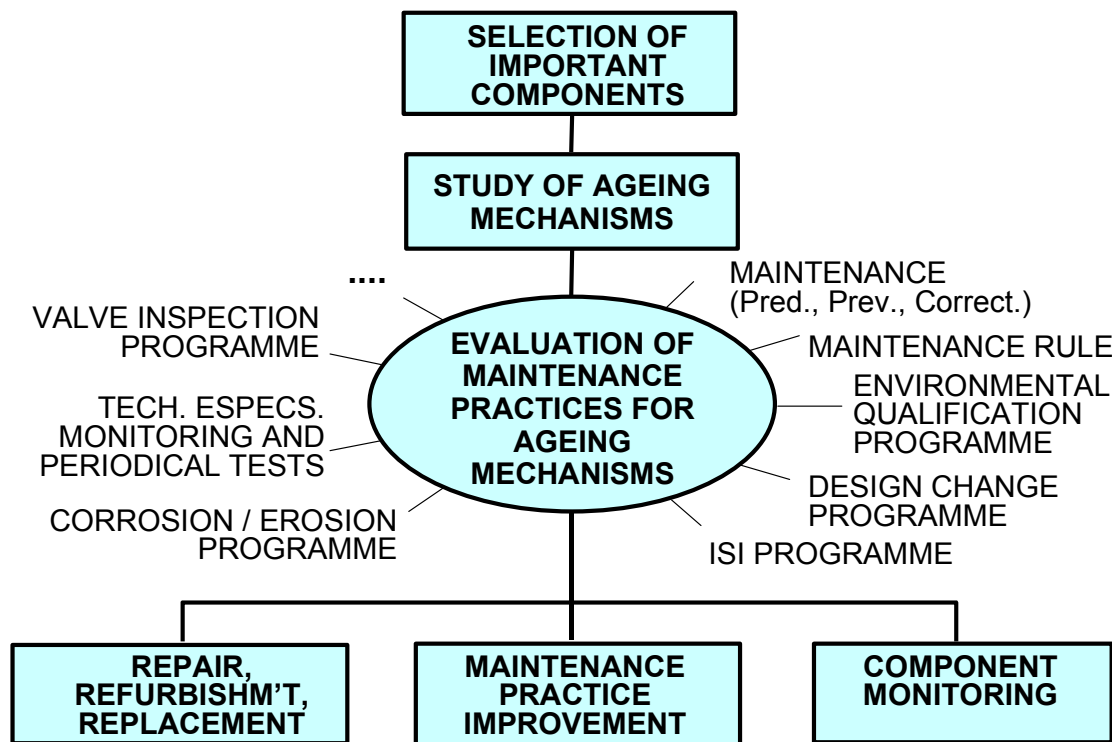 SELECTION OF
IMPORTANT
COMPONENTS
STUDY OF AGEING
MECHANISMS
....
VALVE INSPECTION
PROGRAMME
TECH. ESPECS.
MONITORING AND
PERIODICAL TESTS
CORROSION / EROSION
PROGRAMME
EVALUATION OF
MAINTENANCE
PRACTICES FOR
AGEING
MECHANISMS
MAINTENANCE
(Pred., Prev., Correct.)
MAINTENANCE RULE
ENVIRONMENTAL
QUALIFICATION
PROGRAMME
DESIGN CHANGE
PROGRAMME
ISI PROGRAMME
REPAIR,
REFURBISHM’T,
REPLACEMENT
MAINTENANCE
PRACTICE
IMPROVEMENT
COMPONENT
MONITORING